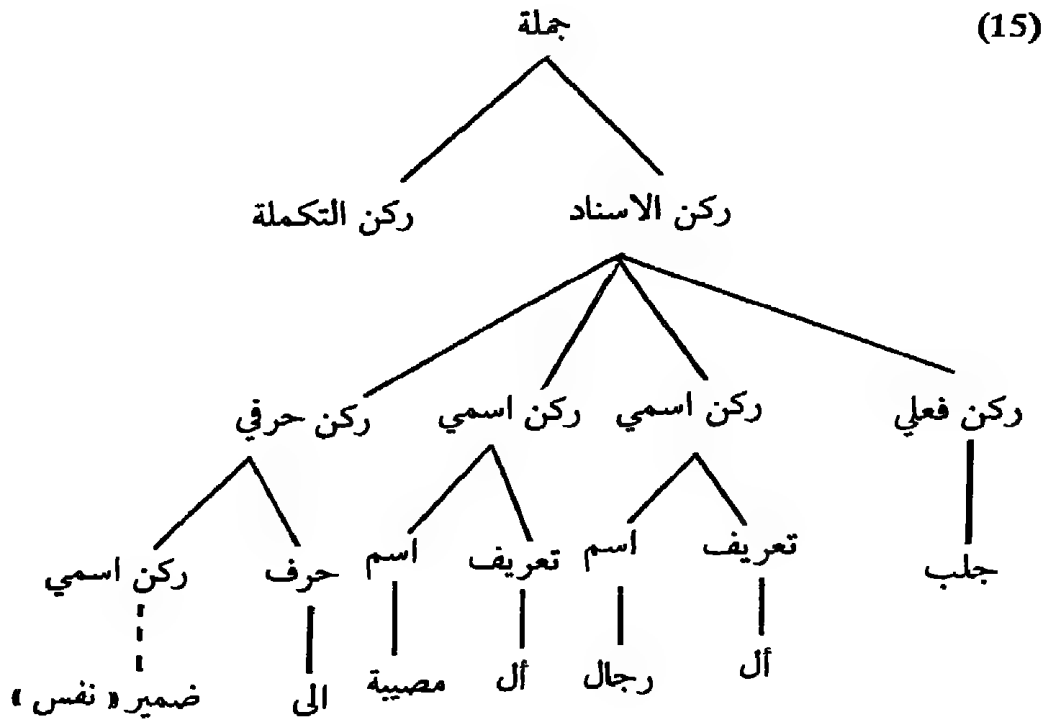 (15)
جملة
ركن الاسناد ركن التكملة
ركن فعلي ركن اسمي ركن اسمي ركن حرفي
جلب تعريف اسم تعريف اسم حرف ركن اسمي
أل رجال أل مصيبة الى ضمير « نفس »